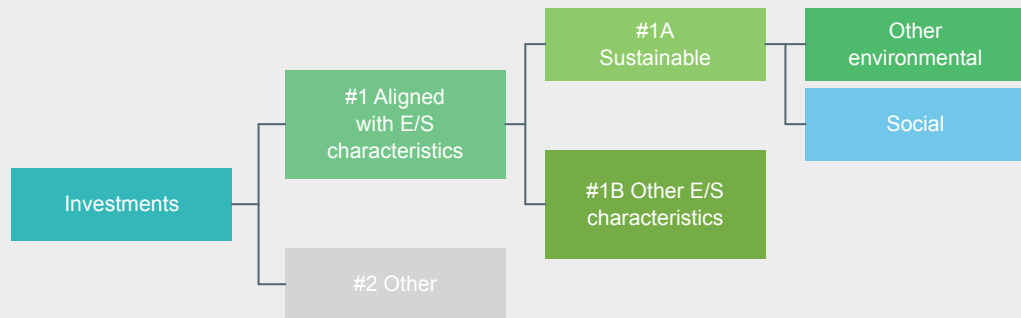 #1A
Sustainable
Other
environmental
#1 Aligned
with E/S
characteristics
Social
Investments
#1B Other E/S
characteristics
#2 Other